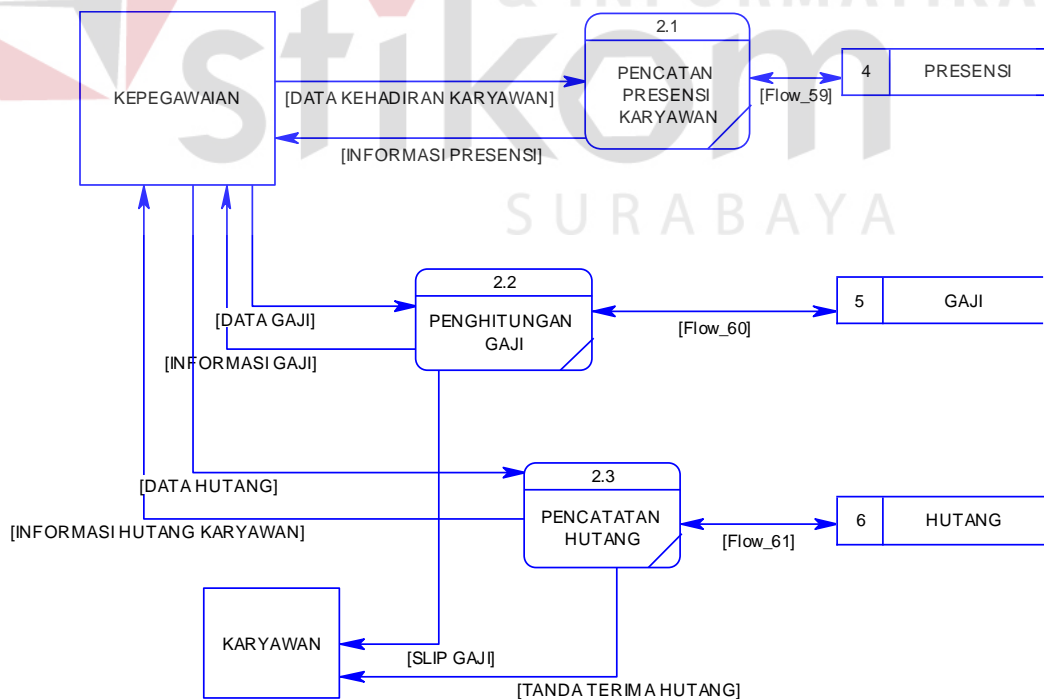 & INFORMATIKA
stikom
SURABAYA
KEPEGAWAIAN
[DATA KEHADIRAN KARYAWAN]
[INFORMASI PRESENSI]
2.1
PENCATAN
PRESENSI
KARYAWAN
[Flow_59]
4
PRESENSI
[DATA GAJI]
[INFORMASI GAJI]
2.2
PENGHITUNGAN
GAJI
[Flow_60]
5
GAJI
[DATA HUTANG]
[INFORMASI HUTANG KARYAWAN]
2.3
PENCATATAN
HUTANG
[Flow_61]
6
HUTANG
KARYAWAN
[SLIP GAJI]
[TANDA TERIMA HUTANG]